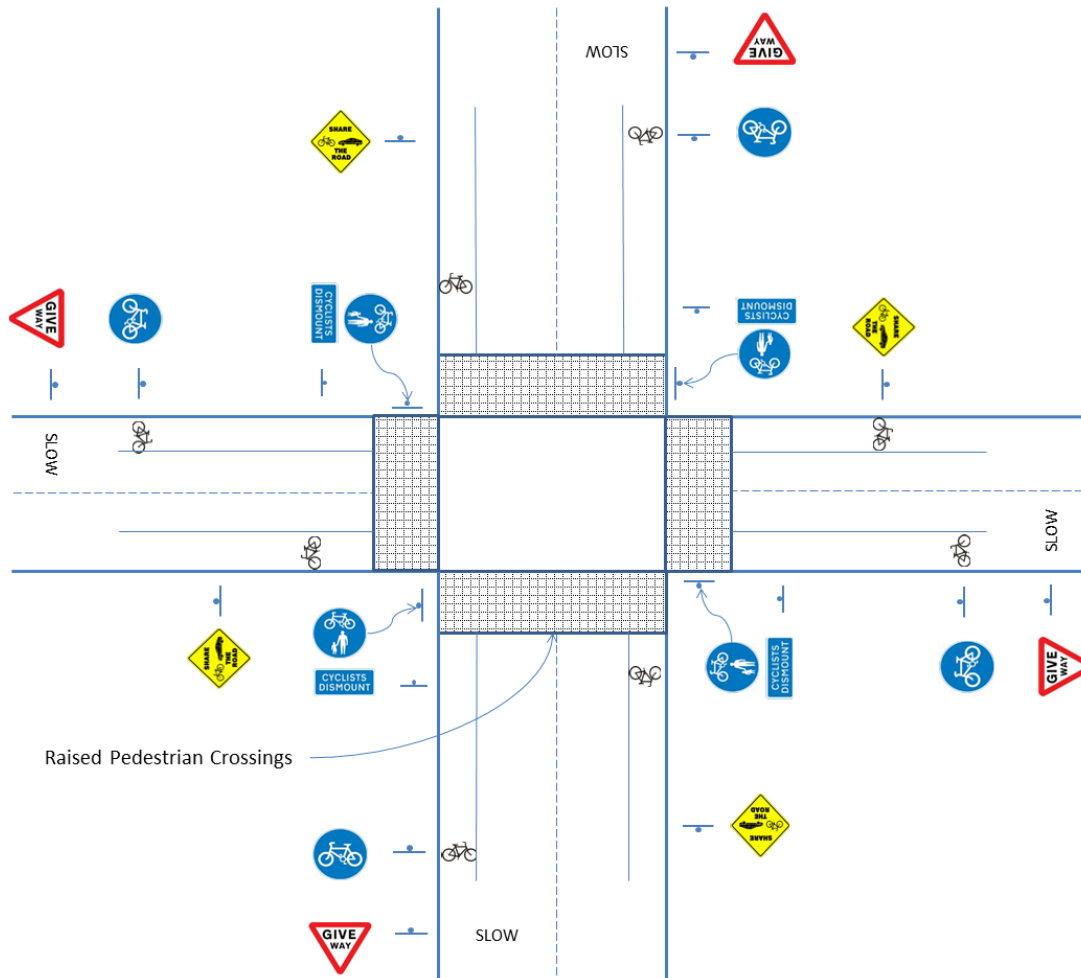 SLOW
GIVE
WAY
SHARE
THE
ROAD
GIVE
WAY
CYCLISTS
DISMOUNT
CYCLISTS
DISMOUNT
SHARE
THE
ROAD
SLOW
SLOW
SHARE
THE
ROAD
CYCLISTS
DISMOUNT
CYCLISTS
DISMOUNT
GIVE
WAY
Raised Pedestrian Crossings
SHARE
THE
ROAD
GIVE
WAY
SLOW